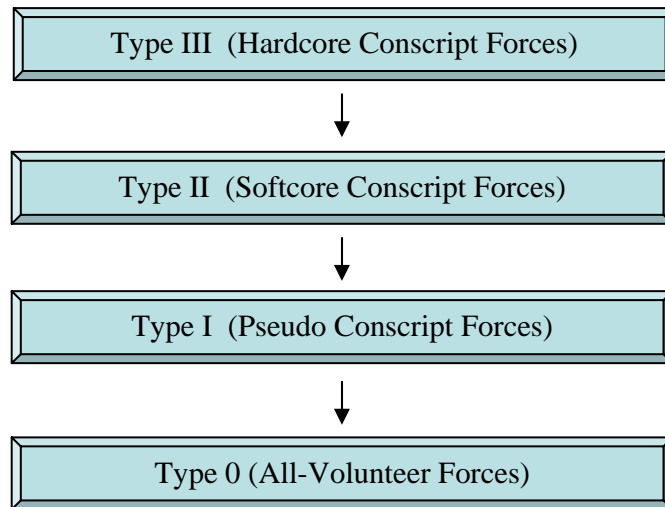 Type III (Hardcore Conscript Forces)
Type II (Softcore Conscript Forces)
Type I (Pseudo Conscript Forces)
Type 0 (All-Volunteer Forces)